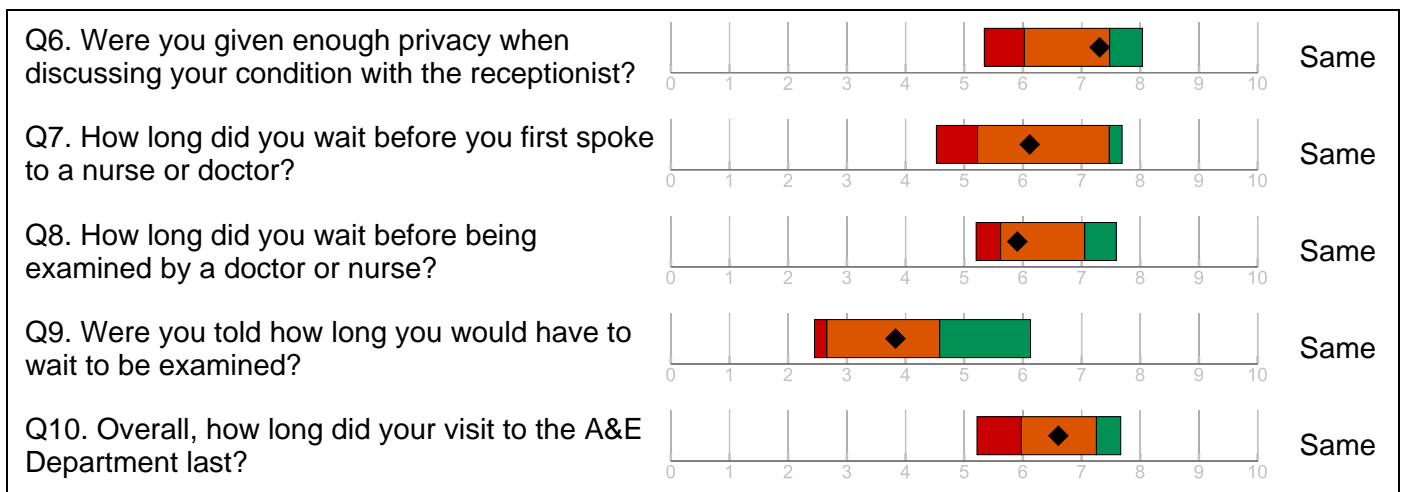 Q6. Were you given enough privacy when
discussing your condition with the receptionist?
0 1 2 3 4 5 6 7 8 9 10
Same
Q7. How long did you wait before you first spoke
to a nurse or doctor?
0 1 2 3 4 5 6 7 8 9 10
Same
Q8. How long did you wait before being
examined by a doctor or nurse?
0 1 2 3 4 5 6 7 8 9 10
Same
Q9. Were you told how long you would have to
wait to be examined?
0 1 2 3 4 5 6 7 8 9 10
Same
Q10. Overall, how long did your visit to the A&E
Department last?
0 1 2 3 4 5 6 7 8 9 10
Same